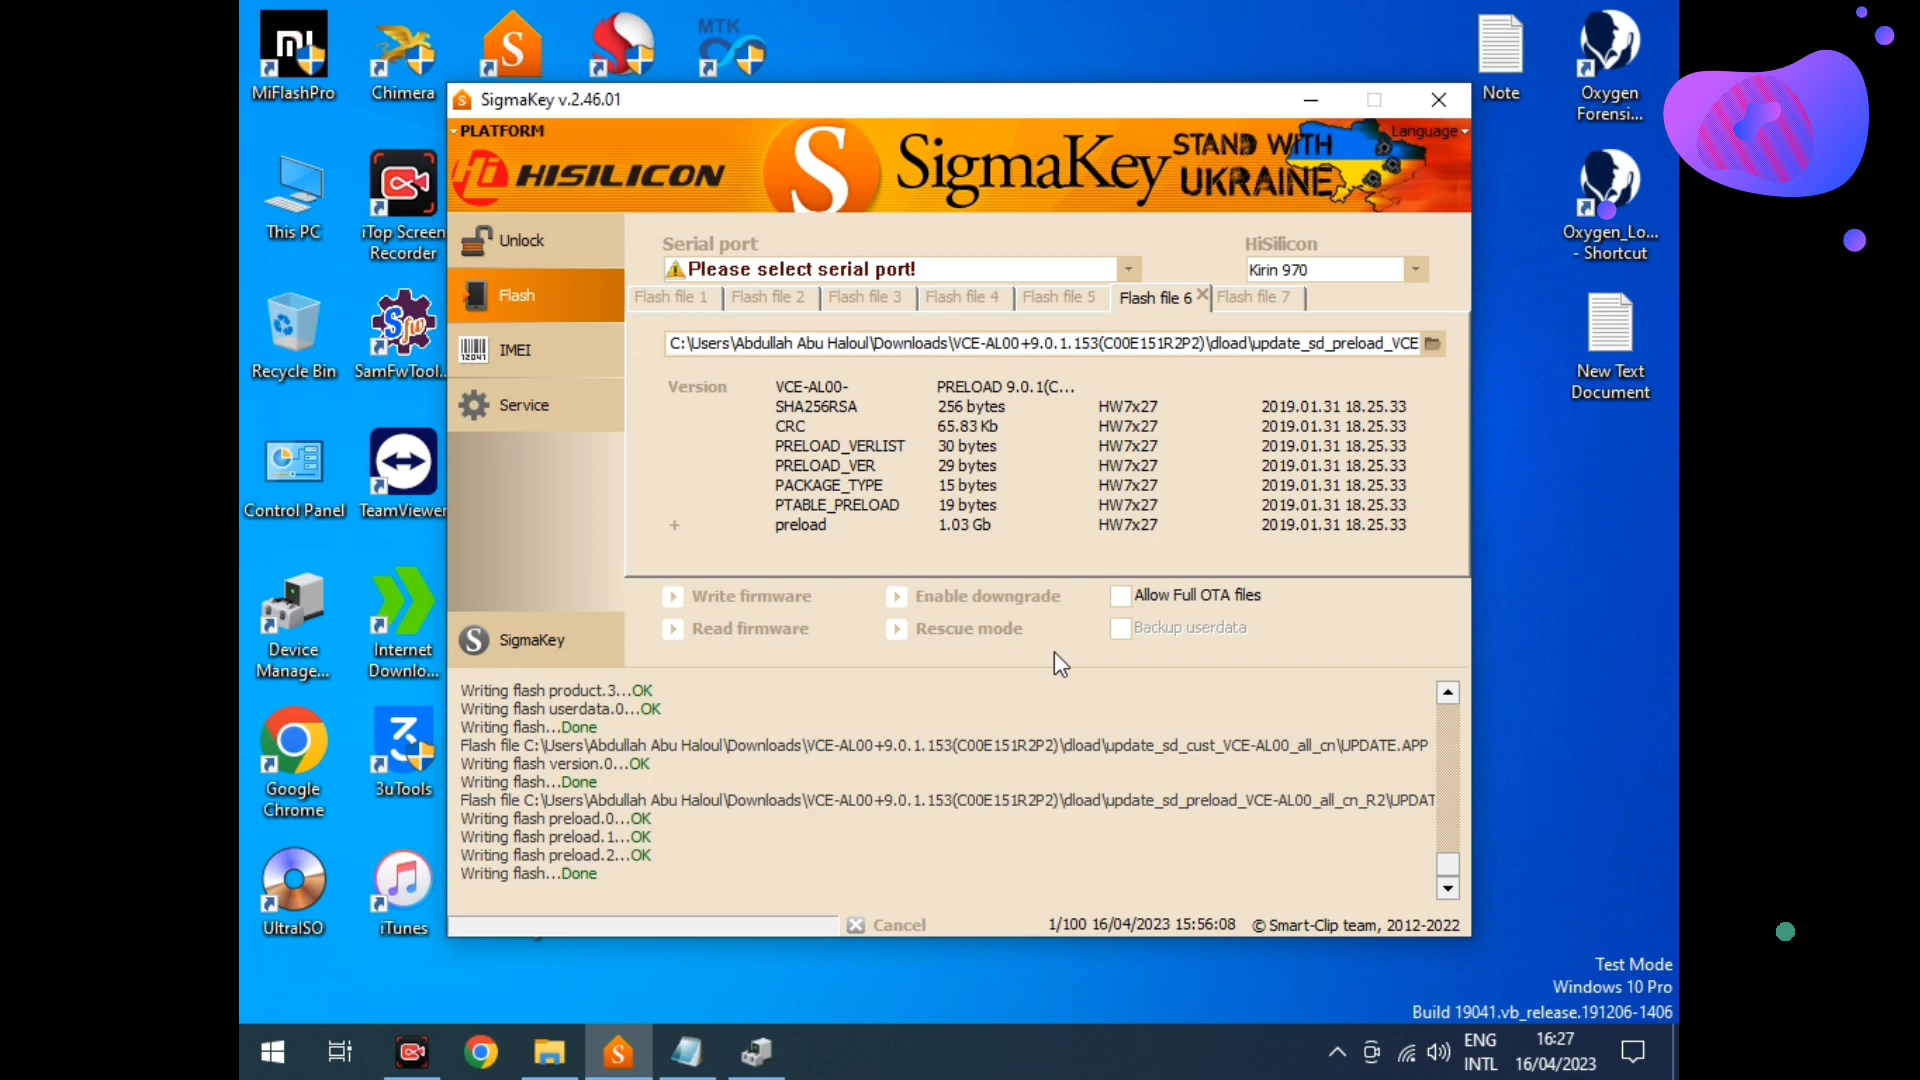 MiFlashPro
Chimera
S
MTK
Note
Oxygen
Forensi...
SigmaKey v.2.46.01
PLATFORM
HISILICON
S
SigmaKey
STAND WITH
UKRAINE
Language
This PC
iTop Screen
Recorder
Oxygen_Lo...
- Shortcut
Unlock
Serial port
HiSilicon
Please select serial port!
Kirin 970
Flash
Flash file 1
Flash file 2
Flash file 3
Flash file 4
Flash file 5
Flash file 6
Flash file 7
IMEI
C:\Users\Abdullah Abu Haloul\Downloads\VCE-AL00+9.0.1.153(C00E151R2P2)\dload\update_sd_preload_VCE
Recycle Bin
SamFwTool...
New Text
Document
Service
Version
VCE-AL00-
PRELOAD 9.0.1(C...
SHA256RSA 256 bytes HW7x27 2019.01.31 18.25.33
CRC 65.83 Kb HW7x27 2019.01.31 18.25.33
PRELOAD_VERLIST 30 bytes HW7x27 2019.01.31 18.25.33
PRELOAD_VER 29 bytes HW7x27 2019.01.31 18.25.33
PACKAGE_TYPE 15 bytes HW7x27 2019.01.31 18.25.33
PTABLE_PRELOAD 19 bytes HW7x27 2019.01.31 18.25.33
+ preload 1.03 Gb HW7x27 2019.01.31 18.25.33
Control Panel
TeamViewer
Write firmware
Enable downgrade
Allow Full OTA files
Read firmware
Rescue mode
Backup userdata
SigmaKey
Device
Manage...
Internet
Downlo...
Writing flash product.3...OK
Writing flash userdata.0...OK
Writing flash...Done
Flash file C:\Users\Abdullah Abu Haloul\Downloads\VCE-AL00+9.0.1.153(C00E151R2P2)\dload\update_sd_cust_VCE-AL00_all_cn\UPDATE.APP
Writing flash version.0...OK
Writing flash...Done
Flash file C:\Users\Abdullah Abu Haloul\Downloads\VCE-AL00+9.0.1.153(C00E151R2P2)\dload\update_sd_preload_VCE-AL00_all_cn_R2\UPDAT
Writing flash preload.0...OK
Writing flash preload.1...OK
Writing flash preload.2...OK
Writing flash...Done
Google
Chrome
3uTools
UltraISO
iTunes
Cancel
1/100 16/04/2023 15:56:08
© Smart-Clip team, 2012-2022
Test Mode
Windows 10 Pro
Build 19041.vb_release.191206-1406
ENG
INTL
16:27
16/04/2023